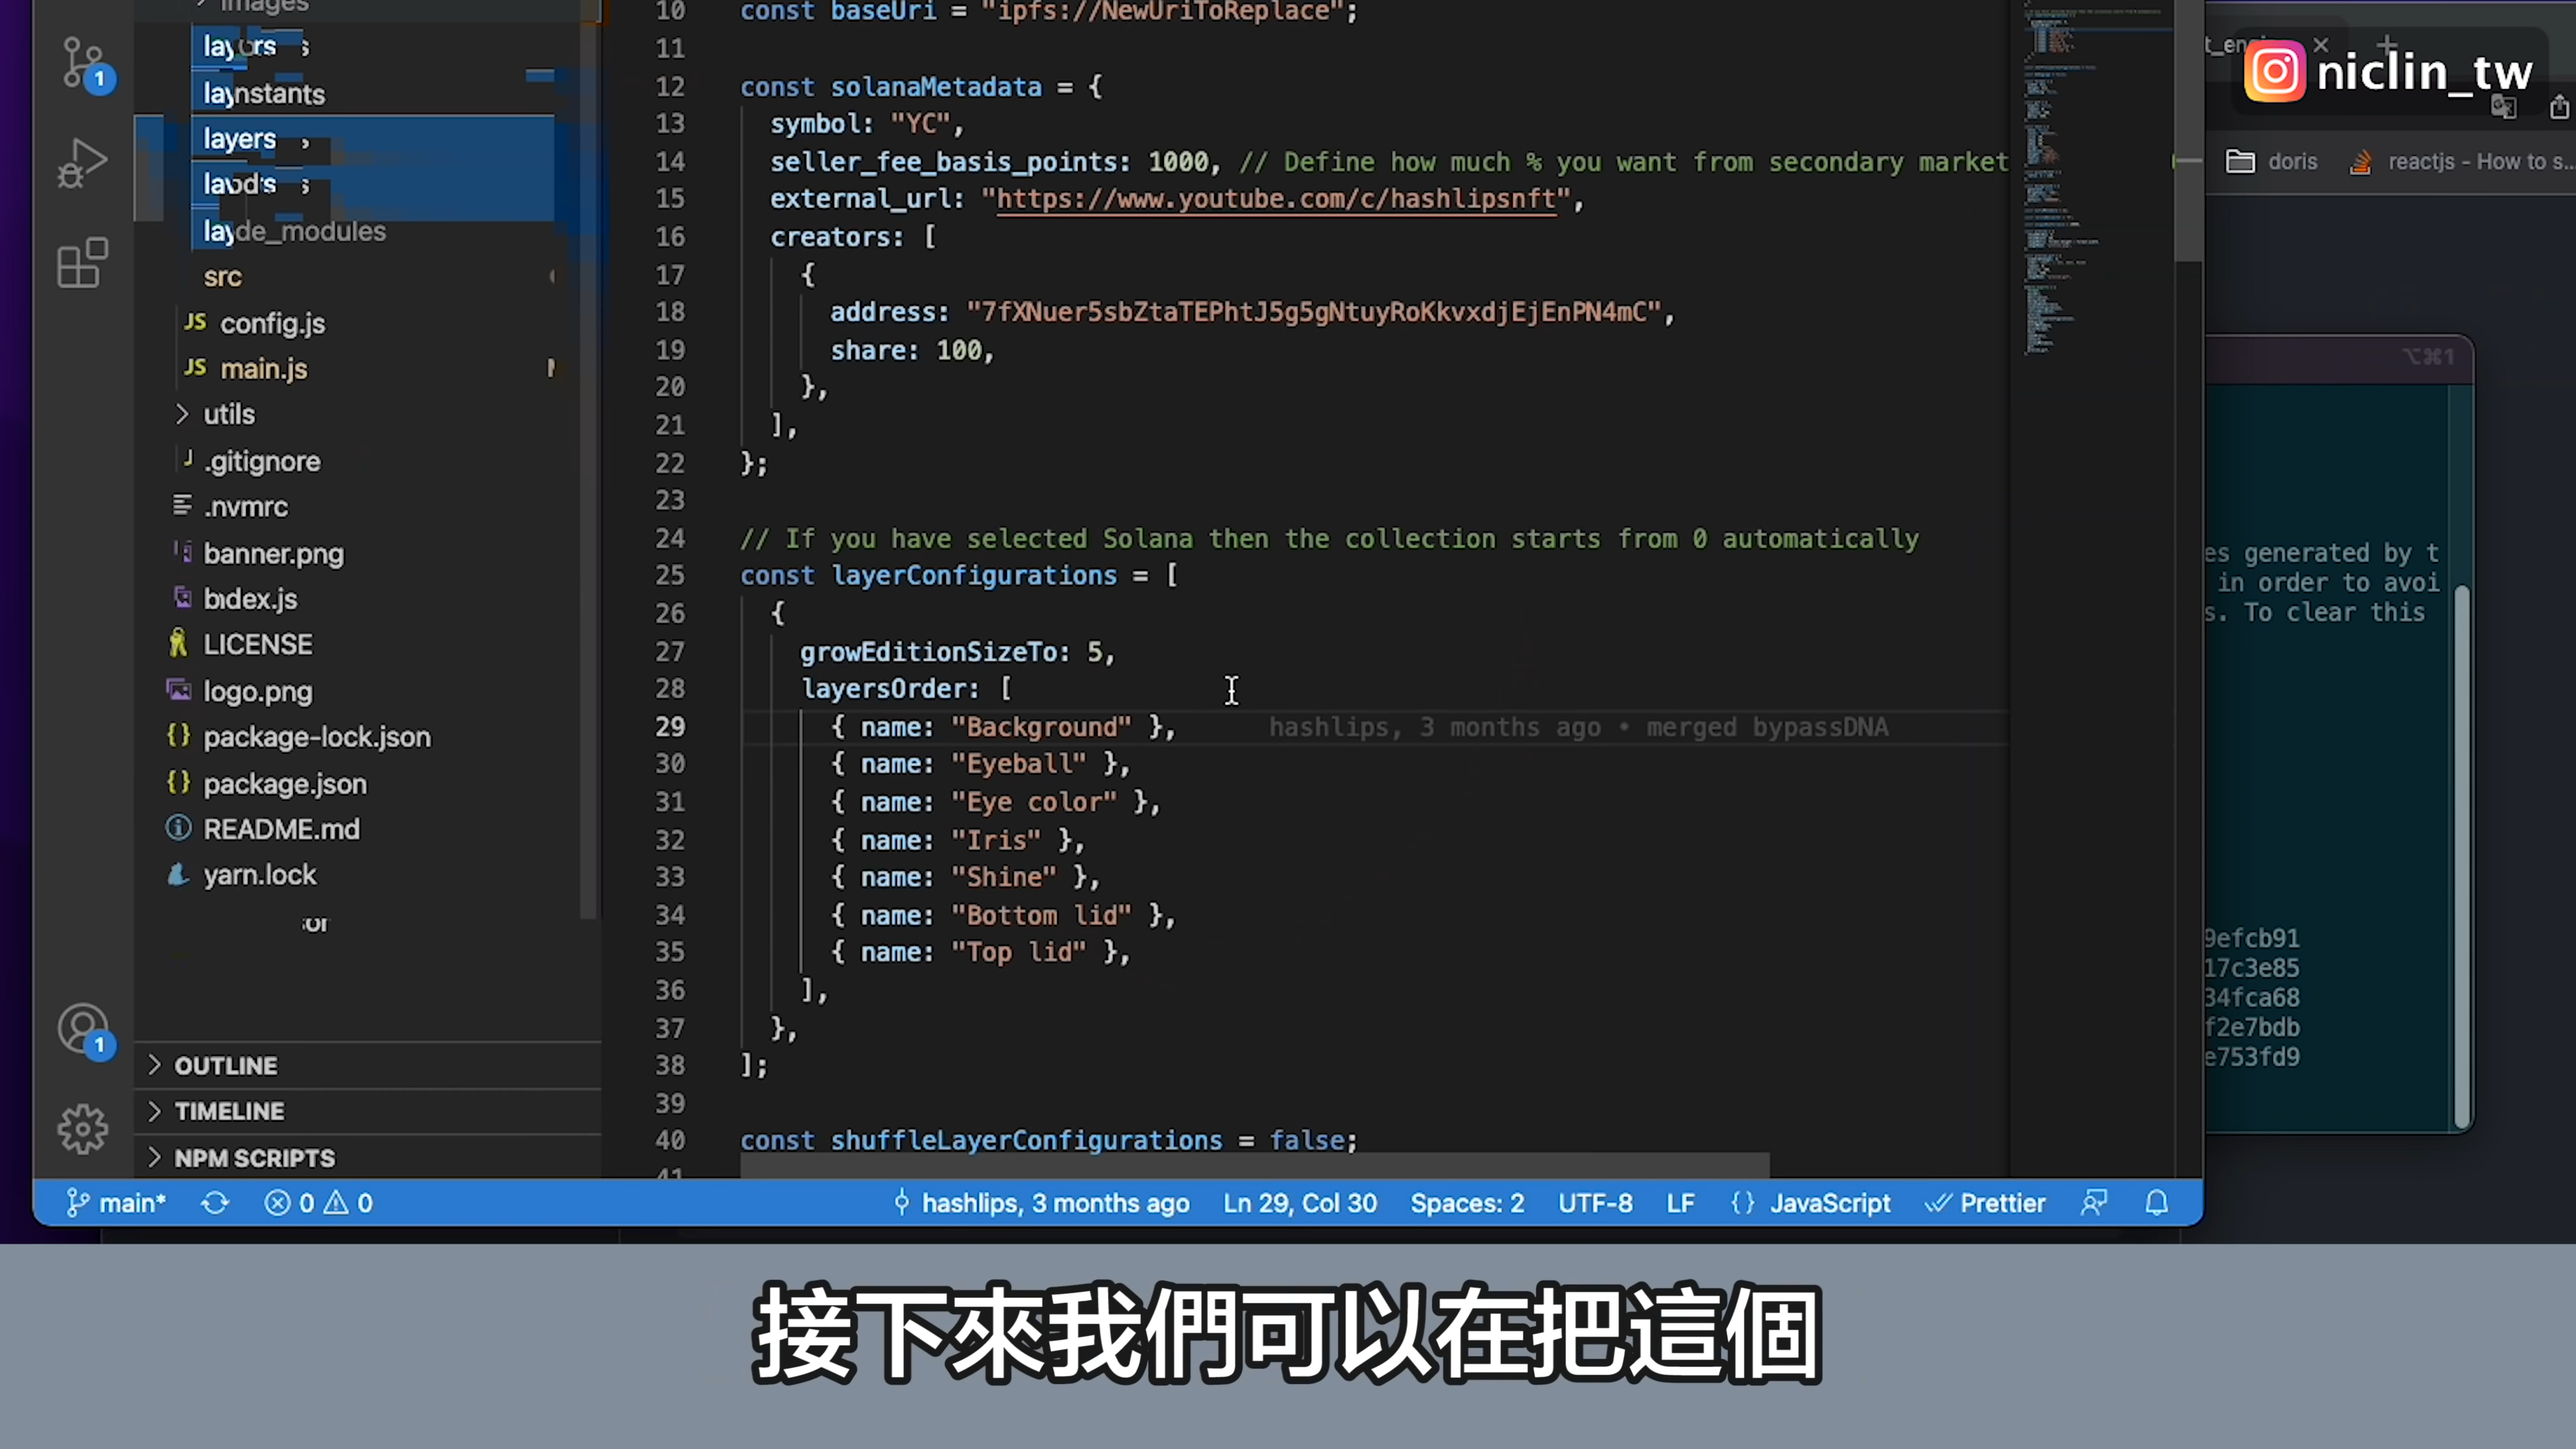 images
layers
constants
layers
node_modules
src
config.js
main.js
utils
.gitignore
.nvmrc
banner.png
LICENSE
logo.png
package-lock.json
package.json
README.md
yarn.lock
1
1
OUTLINE
TIMELINE
NPM SCRIPTS
10 const baseUri = "ipfs://NewUriToReplace";
11
12 const solanaMetadata = {
13 symbol: "YC",
14 seller_fee_basis_points: 1000, // Define how much % you want from secondary market
15 external_url: "https://www.youtube.com/c/hashlipsnft",
16 creators: [
17 {
18 address: "7fXNuer5sbZtaTEPhtJ5g5gNtuyRoKkvxdjEjEnPN4mC",
19 share: 100,
20 },
21 ],
22 };
23
24 // If you have selected Solana then the collection starts from 0 automatically
25 const layerConfigurations = [
26 {
27 growEditionSizeTo: 5,
28 layersOrder: [
29 { name: "Background" }, hashlips, 3 months ago • merged bypassDNA
30 { name: "Eyeball" },
31 { name: "Eye color" },
32 { name: "Iris" },
33 { name: "Shine" },
34 { name: "Bottom lid" },
35 { name: "Top lid" },
36 ],
37 },
38 ];
39
40 const shuffleLayerConfigurations = false;
41
main* 0 0 hashlips, 3 months ago Ln 29, Col 30 Spaces: 2 UTF-8 LF {} JavaScript Prettier
niclin_tw
doris reactjs - How to s...
⌥⌘1
es generated by t
in order to avoi
s. To clear this
9efcb91
17c3e85
34fca68
f2e7bdb
e753fd9
接下來我們可以在把這個